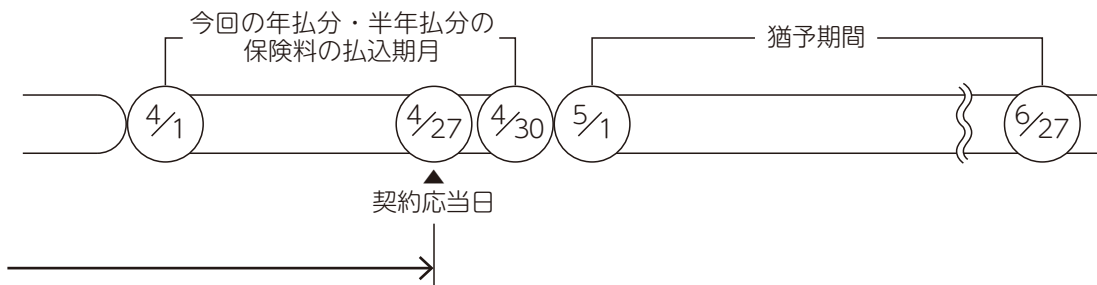 今回の年払分・半年払分の
保険料の払込期月
猶予期間
4/1
4/27
4/30
5/1
6/27
契約応当日